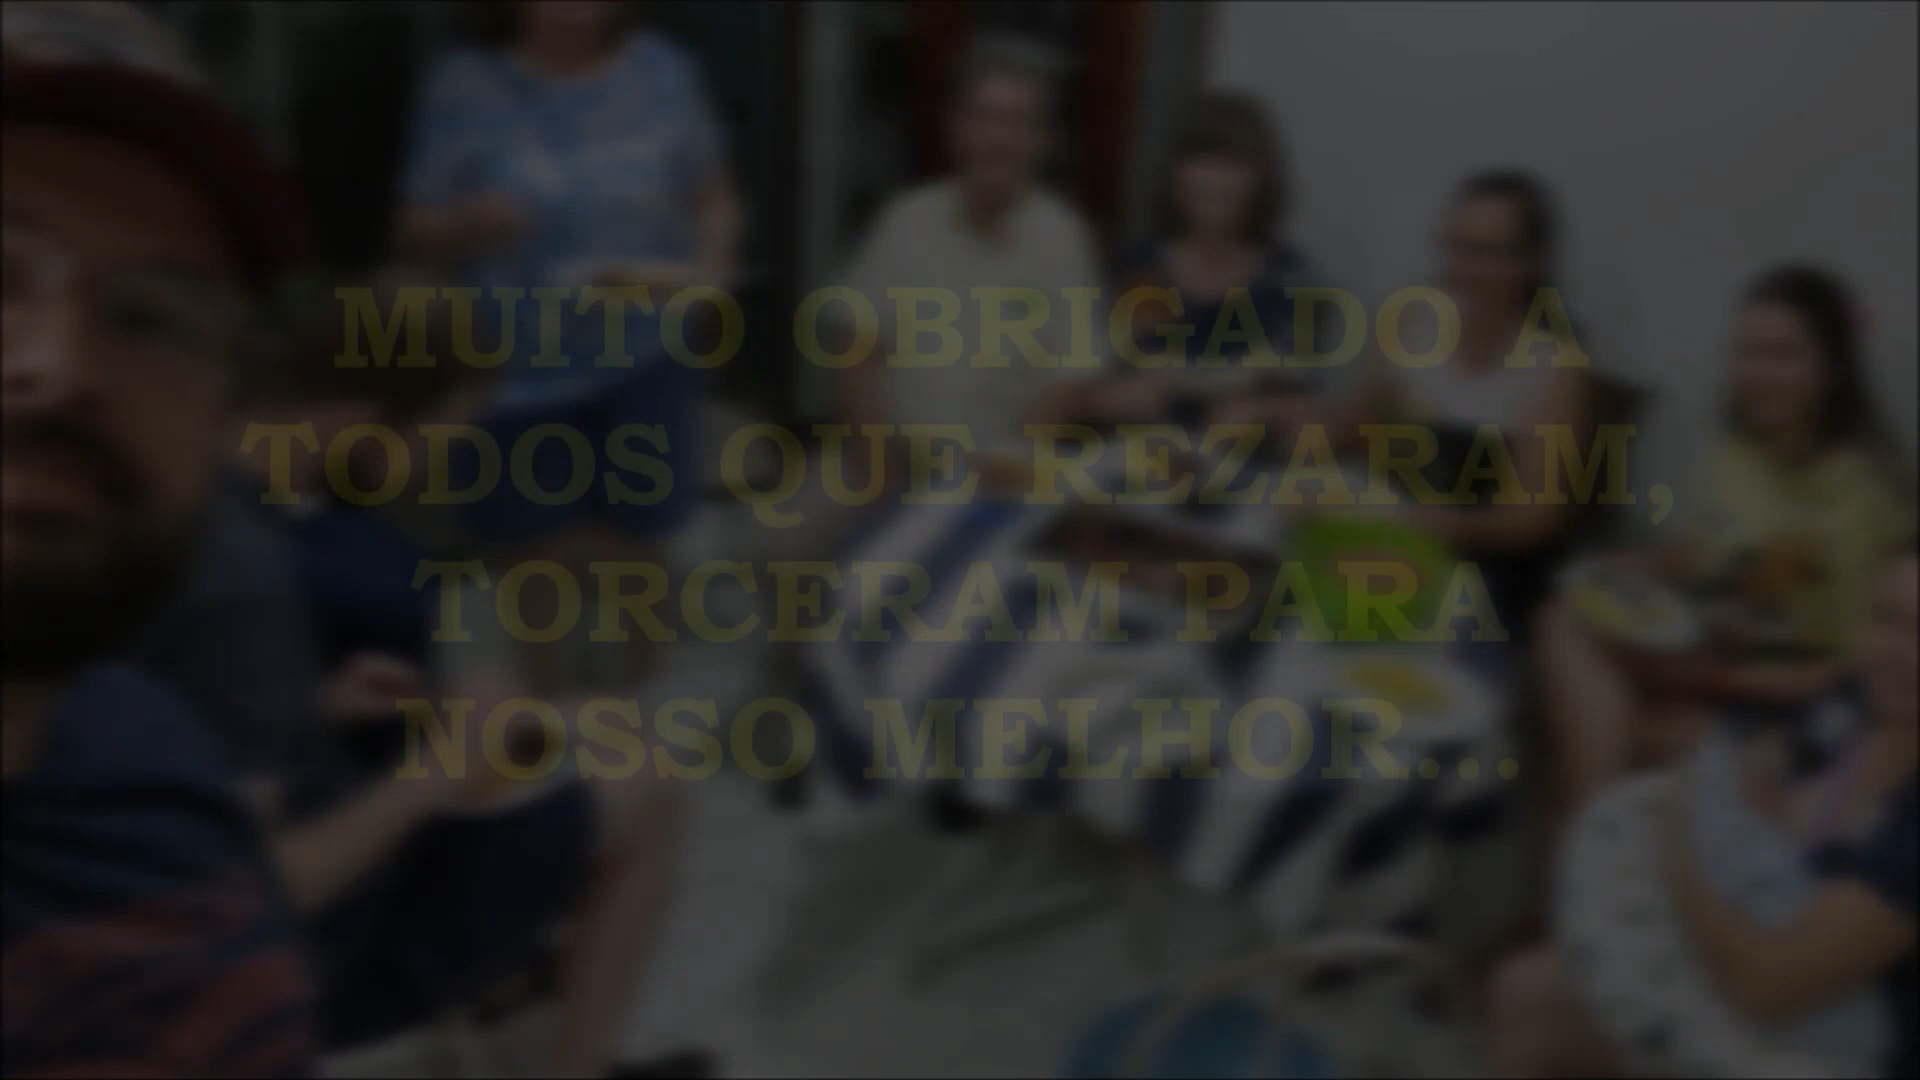 MUITO OBRIGADO A
TODOS QUE REZARAM,
TORCERAM PARA
NOSSO MELHOR...